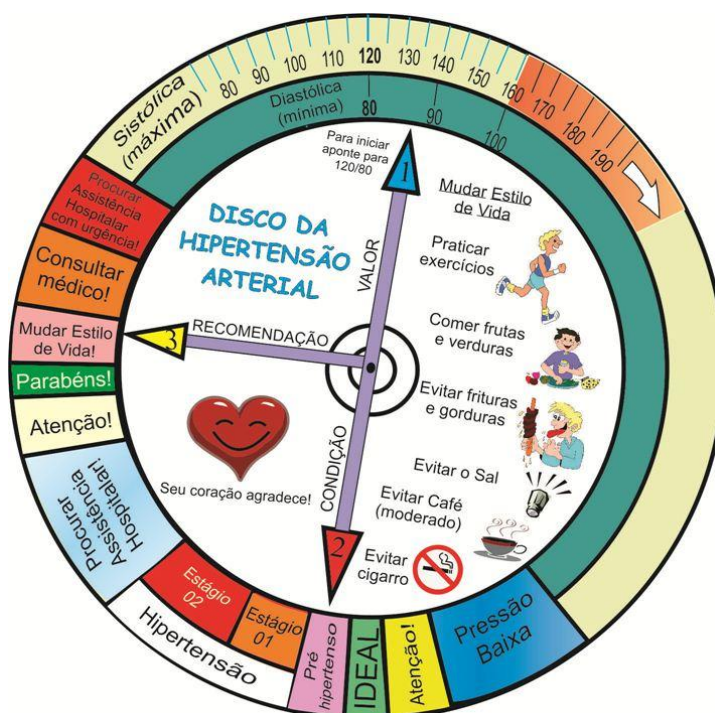 Sistólica
(máxima)
80
90
100
110
120
130
140
150
160
170
180
190
Diastólica
(mínima)
80
90
100
Para iniciar
aponte para
120/80
1
VALOR
DISCO DA
HIPERTENSÃO
ARTERIAL
Mudar Estilo
de Vida
Praticar
exercícios
Comer frutas
e verduras
Evitar frituras
e gorduras
Evitar o Sal
Evitar Café
(moderado)
Evitar
cigarro
3
RECOMENDAÇÃO
CONDIÇÃO
2
Seu coração agradece!
Procurar
Assistência
Hospitalar
com urgência!
Consultar
médico!
Mudar Estilo
de Vida!
Parabéns!
Atenção!
Procurar
Assistência
Hospitalar!
Estágio
02
Estágio
01
Hipertensão
Pré
hipertenso
IDEAL
Atenção!
Pressão
Baixa